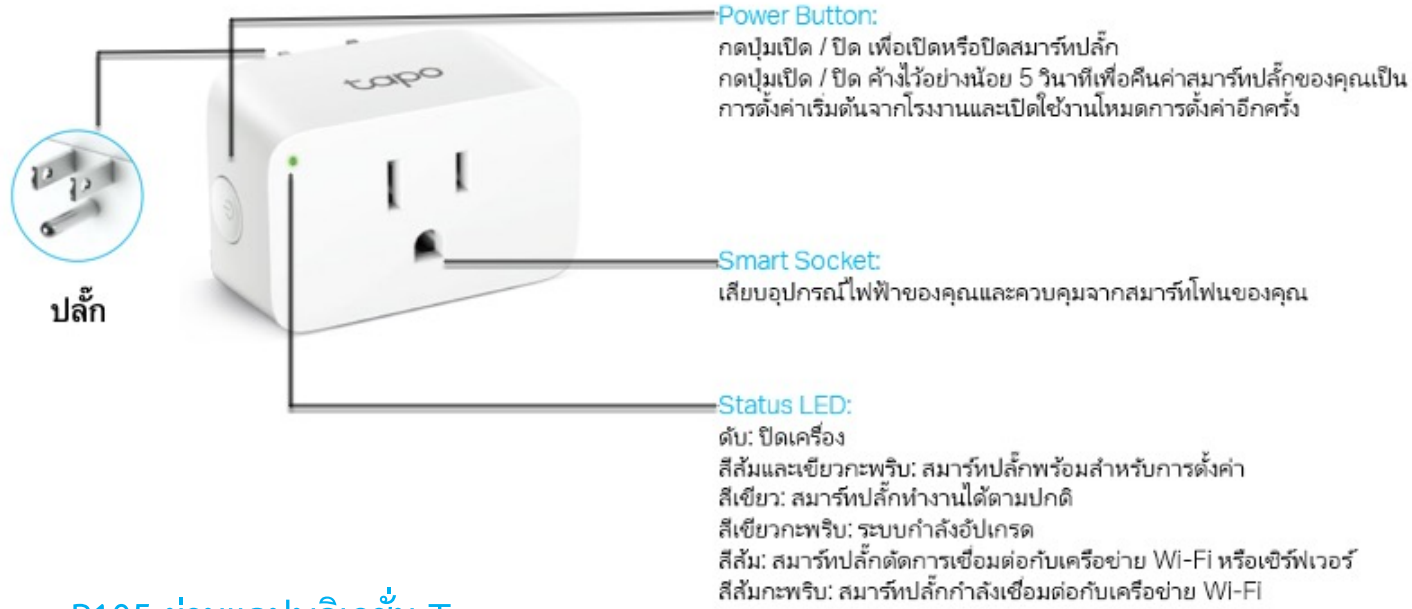 Power Button:
กดปุ่มเปิด / ปิด เพื่อเปิดหรือปิดสมาร์ทปลั๊ก
กดปุ่มเปิด / ปิด ค้างไว้อย่างน้อย 5 วินาทีเพื่อคืนค่าสมาร์ทปลั๊กของคุณเป็น
การตั้งค่าเริ่มต้นจากโรงงานและเปิดใช้งานโหมดการตั้งค่าอีกครั้ง
tapo
ปลั๊ก
Smart Socket:
เสียบอุปกรณ์ไฟฟ้าของคุณและควบคุมจากสมาร์ทโฟนของคุณ
Status LED:
ดับ: ปิดเครื่อง
สีส้มและเขียวกะพริบ: สมาร์ทปลั๊กพร้อมสำหรับการตั้งค่า
สีเขียว: สมาร์ทปลั๊กทำงานได้ตามปกติ
สีเขียวกะพริบ: ระบบกำลังอัปเกรด
สีส้ม: สมาร์ทปลั๊กตัดการเชื่อมต่อกับเครือข่าย Wi-Fi หรือเซิร์ฟเวอร์
สีส้มกะพริบ: สมาร์ทปลั๊กกำลังเชื่อมต่อกับเครือข่าย Wi-Fi